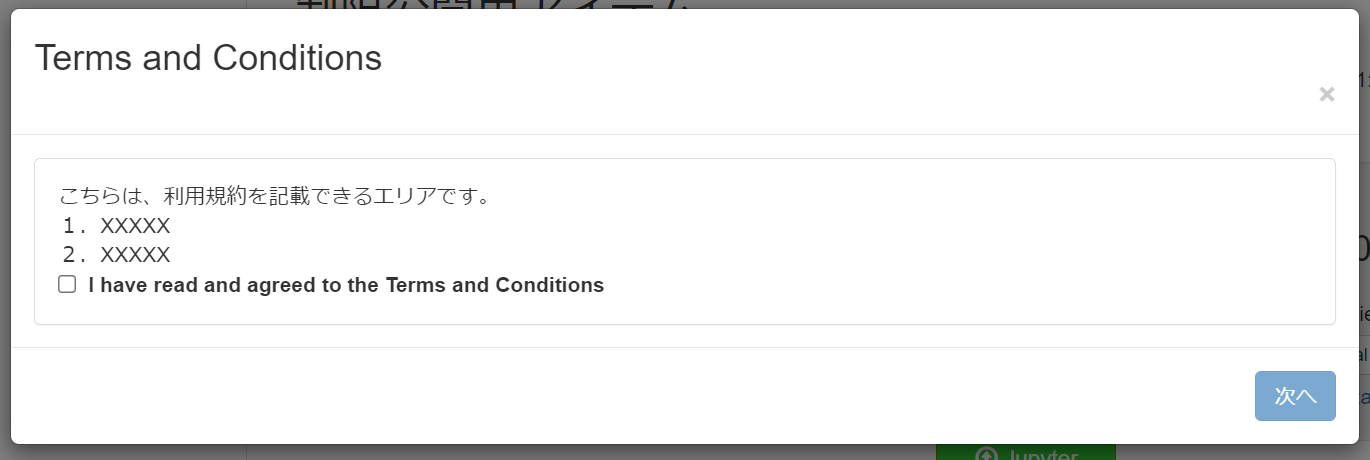 Terms and Conditions
×
こちらは、利用規約を記載できるエリアです。
１．XXXXX
２．XXXXX
I have read and agreed to the Terms and Conditions
次へ
Jupyter